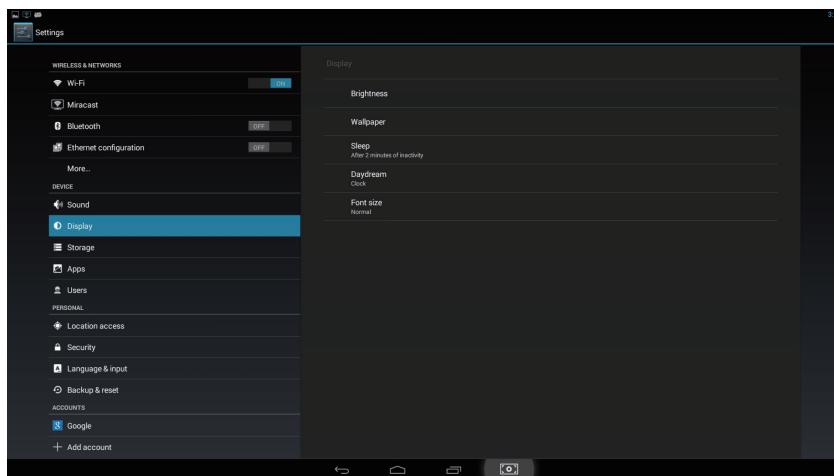 3:
Settings
WIRELESS & NETWORKS
Wi-Fi
ON
Miracast
Bluetooth
OFF
Ethernet configuration
OFF
More...
DEVICE
Sound
Display
Storage
Apps
Users
PERSONAL
Location access
Security
Language & input
Backup & reset
ACCOUNTS
Google
Add account
Display
Brightness
Wallpaper
Sleep
After 2 minutes of inactivity
Daydream
Clock
Font size
Normal